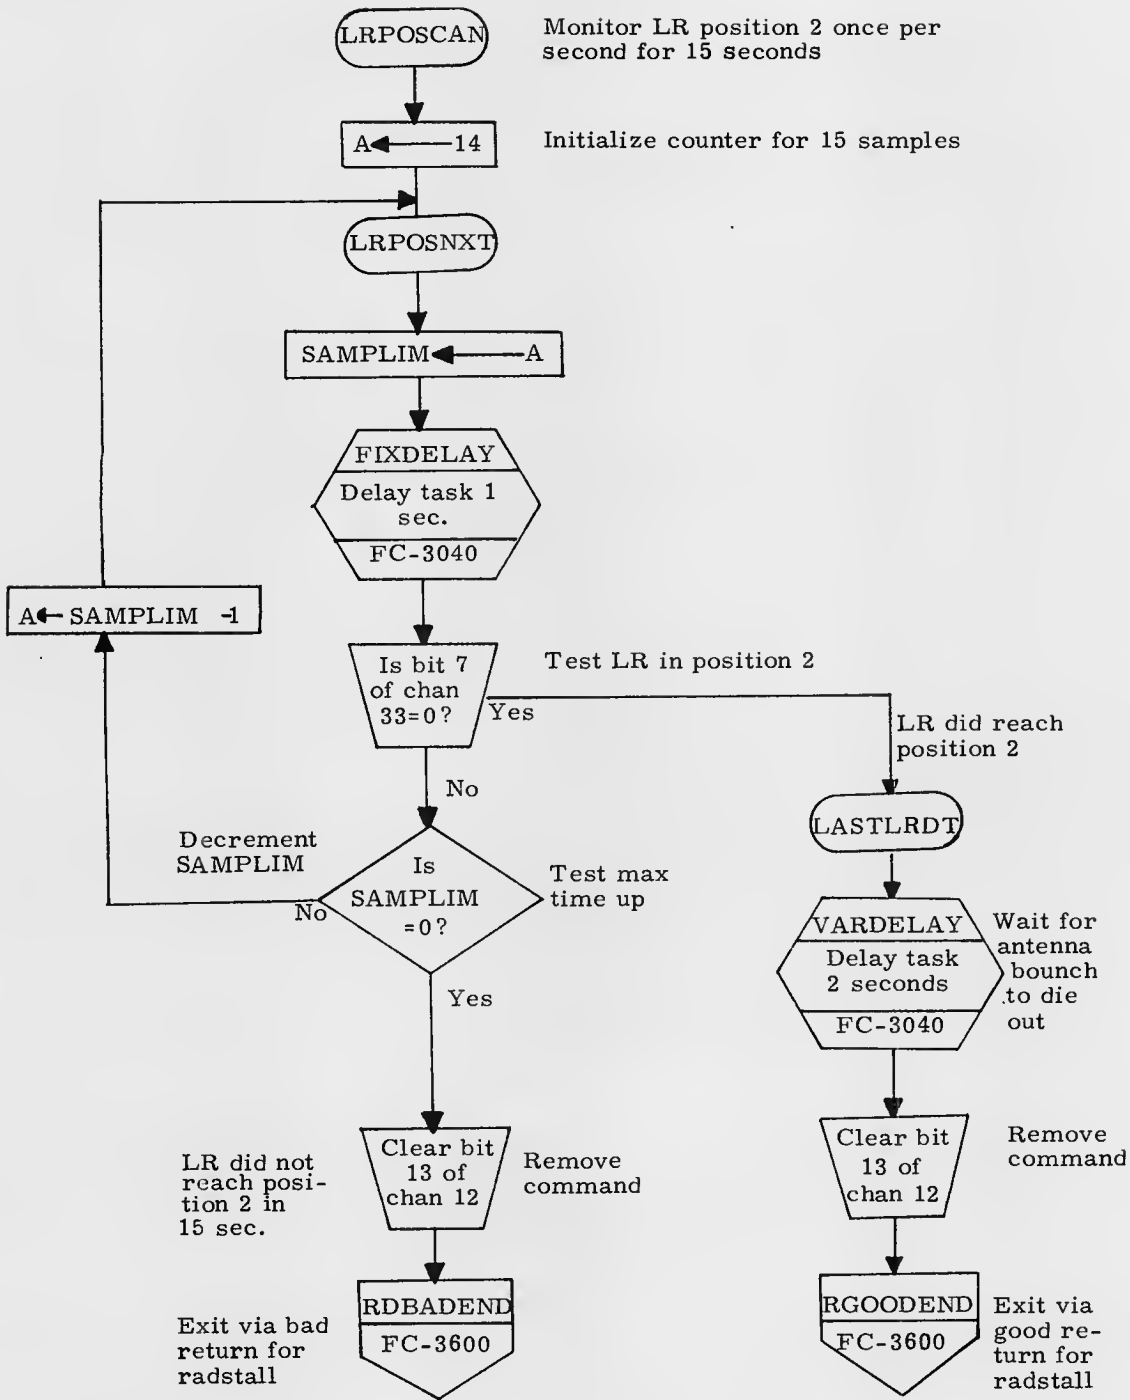 LRPOSCAN
Monitor LR position 2 once per
second for 15 seconds
A 14
Initialize counter for 15 samples
LRPOSNXT
SAMPLIM A
FIXDELAY
Delay task 1
sec.
FC-3040
A SAMPLIM -1
Is bit 7
of chan
33=0?
Test LR in position 2
Yes
LR did reach
position 2
No
LASTLRDT
Decrement
SAMPLIM
Is
SAMPLIM
=0?
Test max
time up
No
Yes
VARDELAY
Delay task
2 seconds
FC-3040
Wait for
antenna
bounch
to die
out
LR did not
reach posi-
tion 2 in
15 sec.
Clear bit
13 of
chan 12
Remove
command
Clear bit
13 of
chan 12
Remove
command
Exit via bad
return for
radstall
RDBADEND
FC-3600
RGOODEND
FC-3600
Exit via
good re-
turn for
radstall